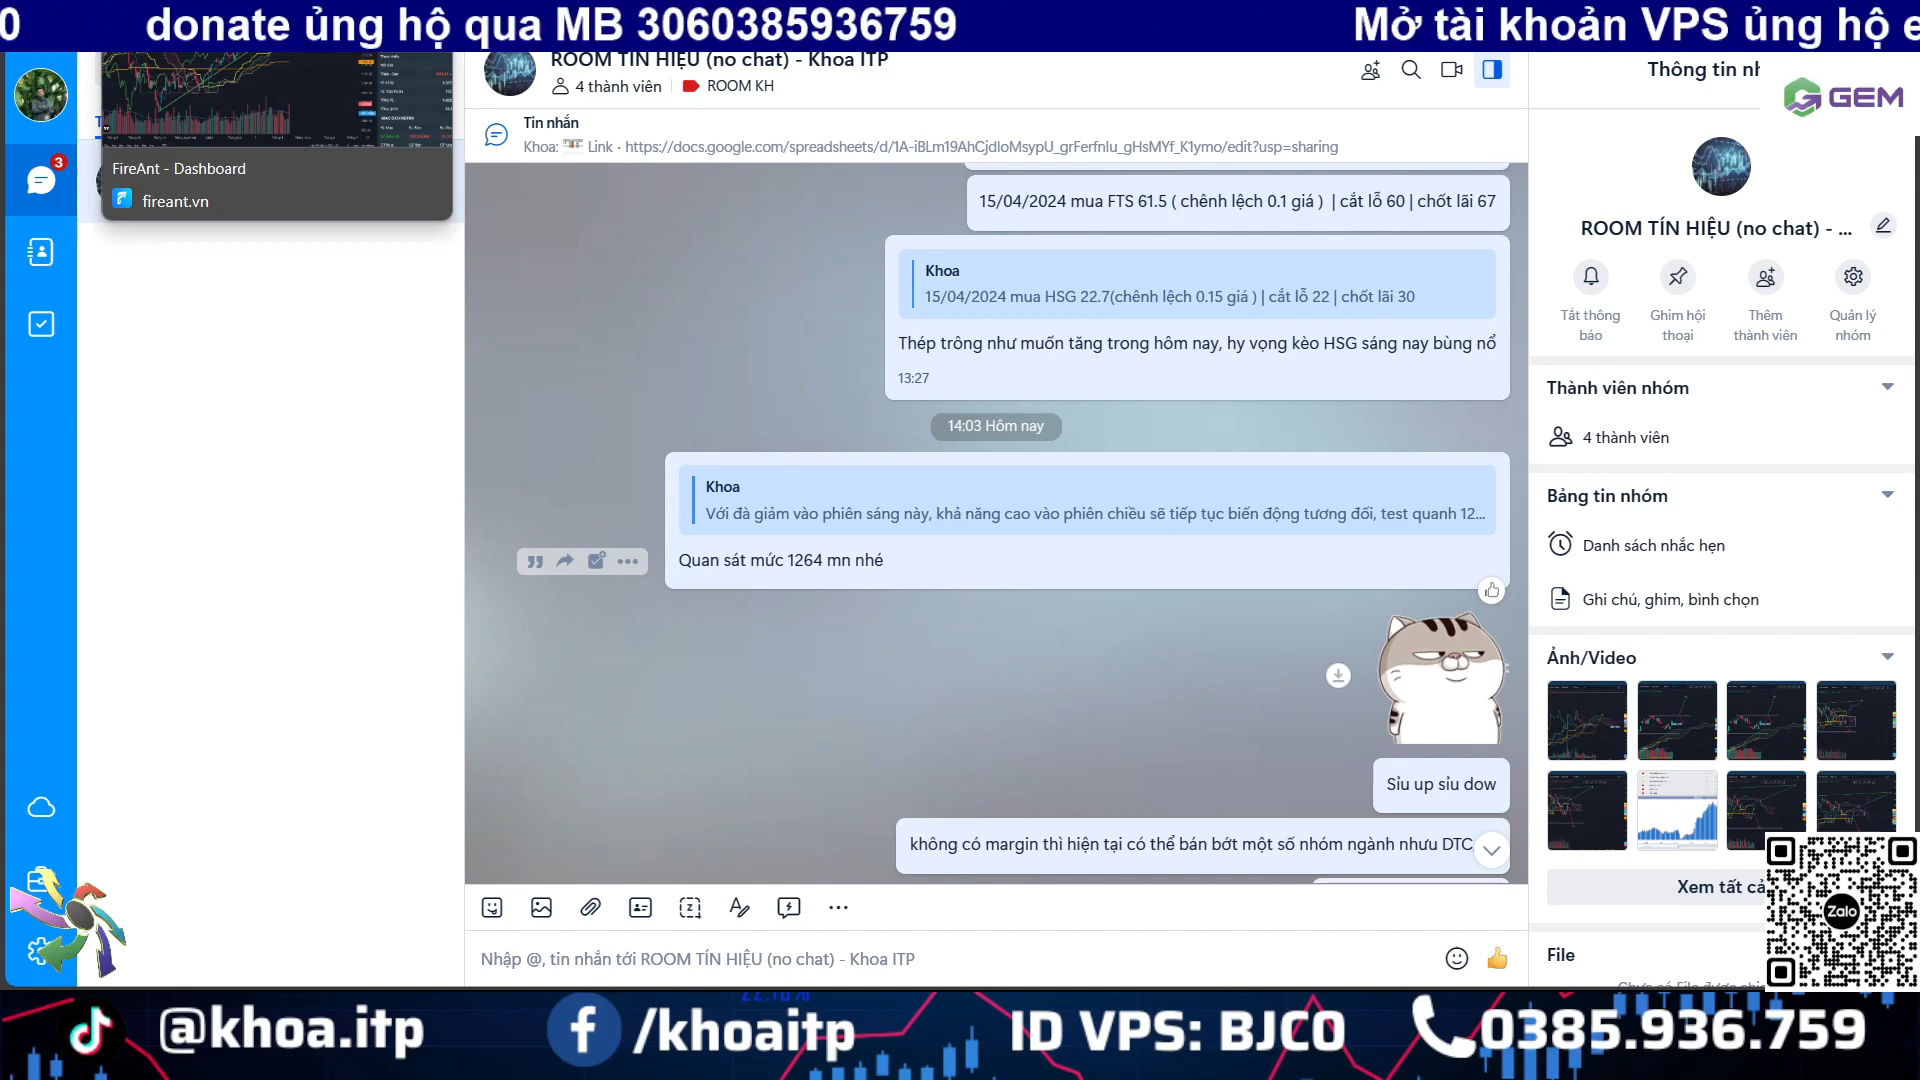 0 donate ủng hộ qua MB 3060385936759 Mở tài khoản VPS ủng hộ e
ROOM TÍN HIỆU (no chat) - Khoa ITP
4 thành viên ROOM KH
Thông tin nh
GEM
Tin nhắn
Khoa: Link · https://docs.google.com/spreadsheets/d/1A-iBLm19AhCjdloMsypU_grFerfnlu_gHsMYf_K1ymo/edit?usp=sharing
3
FireAnt - Dashboard
fireant.vn
15/04/2024 mua FTS 61.5 ( chênh lệch 0.1 giá ) | cắt lỗ 60 | chốt lãi 67
Khoa
15/04/2024 mua HSG 22.7(chênh lệch 0.15 giá ) | cắt lỗ 22 | chốt lãi 30
Thép trông như muốn tăng trong hôm nay, hy vọng kèo HSG sáng nay bùng nổ
13:27
14:03 Hôm nay
Khoa
Với đà giảm vào phiên sáng này, khả năng cao vào phiên chiều sẽ tiếp tục biến động tương đối, test quanh 12...
Quan sát mức 1264 mn nhé
Sỉu up sỉu dow
không có margin thì hiện tại có thể bán bớt một số nhóm ngành nhưu DTC
Nhập @, tin nhắn tới ROOM TÍN HIỆU (no chat) - Khoa ITP
ROOM TÍN HIỆU (no chat) - ...
Tắt thông
báo
Ghim hội
thoại
Thêm
thành viên
Quản lý
nhóm
Thành viên nhóm
4 thành viên
Bảng tin nhóm
Danh sách nhắc hẹn
Ghi chú, ghim, bình chọn
Ảnh/Video
Xem tất cả
Zalo
File
@khoa.itp /khoaitp ID VPS: BJCO 0385.936.759